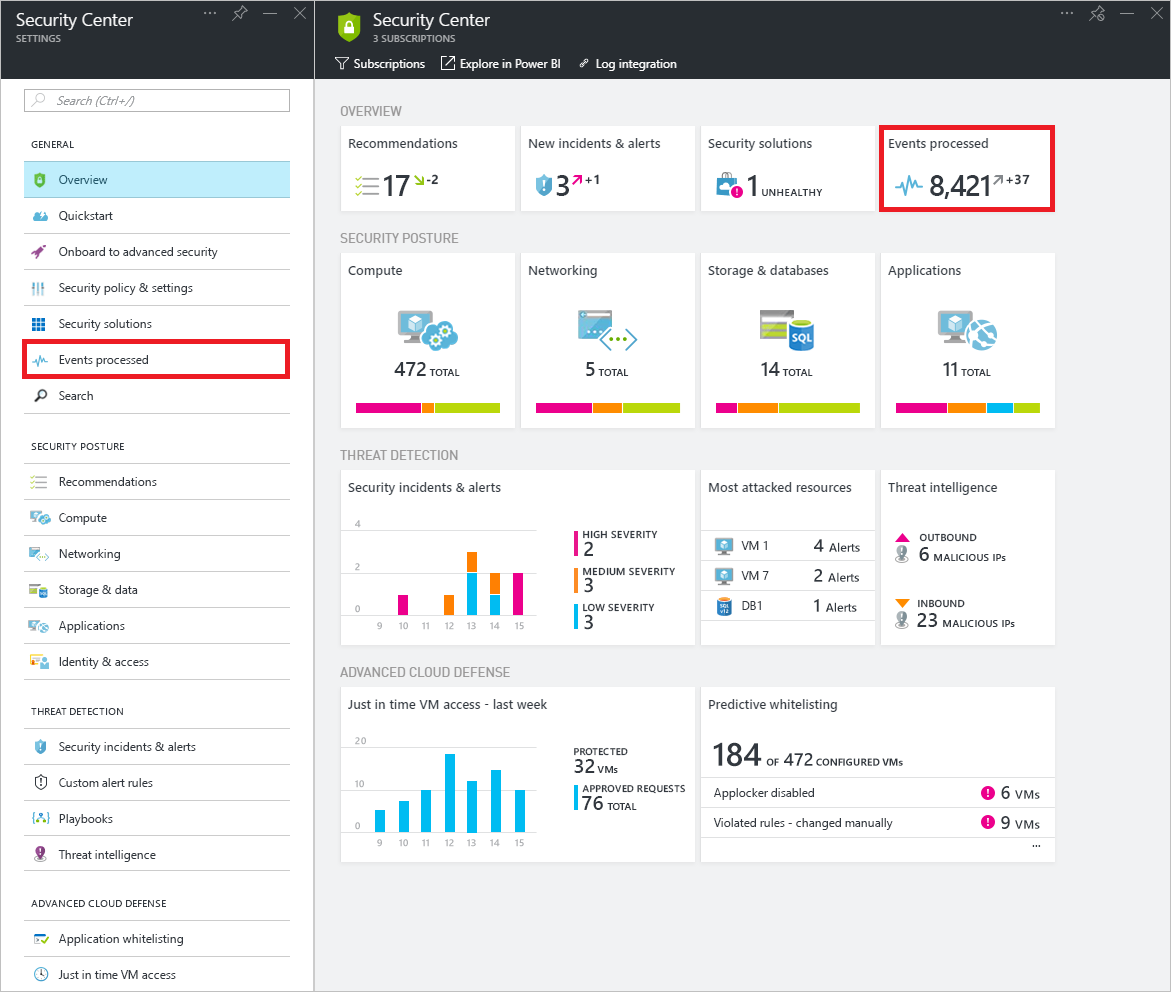 Security Center
SETTINGS
Search (Ctrl+/)
GENERAL
Overview
Quickstart
Onboard to advanced security
Security policy & settings
Security solutions
Events processed
Search
SECURITY POSTURE
Recommendations
Compute
Networking
Storage & data
Applications
Identity & access
THREAT DETECTION
Security incidents & alerts
Custom alert rules
Playbooks
Threat intelligence
ADVANCED CLOUD DEFENSE
Application whitelisting
Just in time VM access
Security Center
3 SUBSCRIPTIONS
Subscriptions Explore in Power BI Log integration
OVERVIEW
Recommendations
17 -2
New incidents & alerts
3 +1
Security solutions
1 UNHEALTHY
Events processed
8,421 +37
SECURITY POSTURE
Compute
472 TOTAL
Networking
5 TOTAL
Storage & databases
SQL
14 TOTAL
Applications
11 TOTAL
THREAT DETECTION
Security incidents & alerts
4
2
0
9 10 11 12 13 14 15
HIGH SEVERITY
2
MEDIUM SEVERITY
3
LOW SEVERITY
3
Most attacked resources
VM 1 4 Alerts
VM 7 2 Alerts
DB1 1 Alerts
Threat intelligence
OUTBOUND
6 MALICIOUS IPs
INBOUND
23 MALICIOUS IPs
ADVANCED CLOUD DEFENSE
Just in time VM access - last week
20
10
0
9 10 11 12 13 14 15
PROTECTED
32 VMs
APPROVED REQUESTS
76 TOTAL
Predictive whitelisting
184 OF 472 CONFIGURED VMs
Applocker disabled 6 VMs
Violated rules - changed manually 9 VMs
...